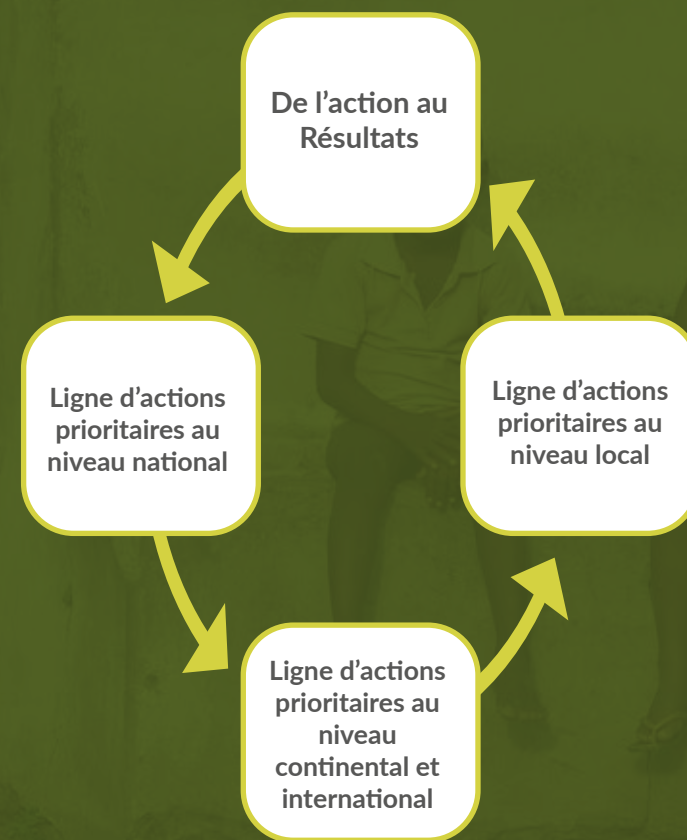 De l'action au
Résultats
Ligne d'actions
prioritaires au
niveau national
Ligne d'actions
prioritaires au
niveau local
Ligne d'actions
prioritaires au
niveau
continental et
international